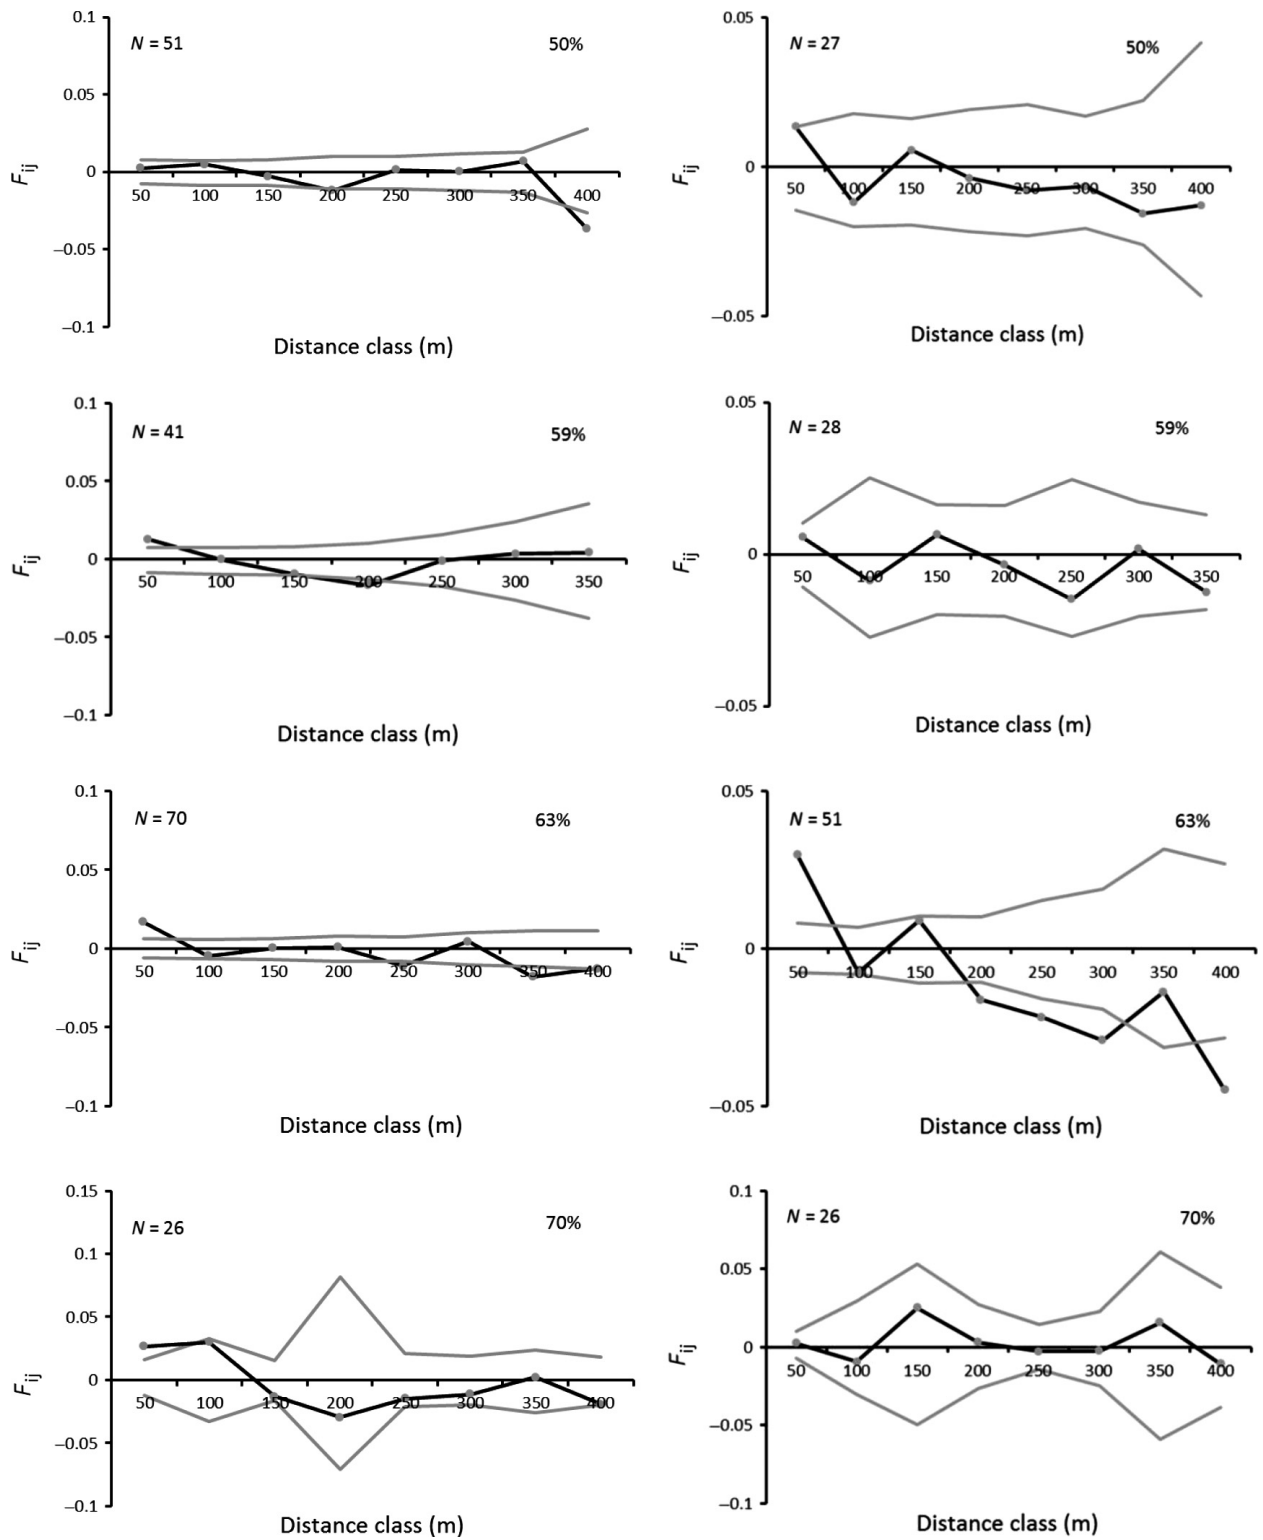 0.1
N = 51 50%
0.05
0
50 100 150 200 250 300 350 400
–0.05
–0.1
Fij
Distance class (m)
0.05
N = 27 50%
0
50 100 150 200 250 300 350 400
–0.05
Fij
Distance class (m)
0.1
N = 41 59%
0.05
0
50 100 150 200 250 300 350
–0.05
–0.1
Fij
Distance class (m)
0.05
N = 28 59%
0
50 100 150 200 250 300 350
–0.05
Fij
Distance class (m)
0.1
N = 70 63%
0.05
0
50 100 150 200 250 300 350 400
–0.05
–0.1
Fij
Distance class (m)
0.05
N = 51 63%
0
50 100 150 200 250 300 350 400
–0.05
Fij
Distance class (m)
0.15
N = 26 70%
0.1
0.05
0
50 100 150 200 250 300 350 400
–0.05
–0.1
Fij
Distance class (m)
0.1
N = 26 70%
0.05
0
50 100 150 200 250 300 350 400
–0.05
–0.1
Fij
Distance class (m)